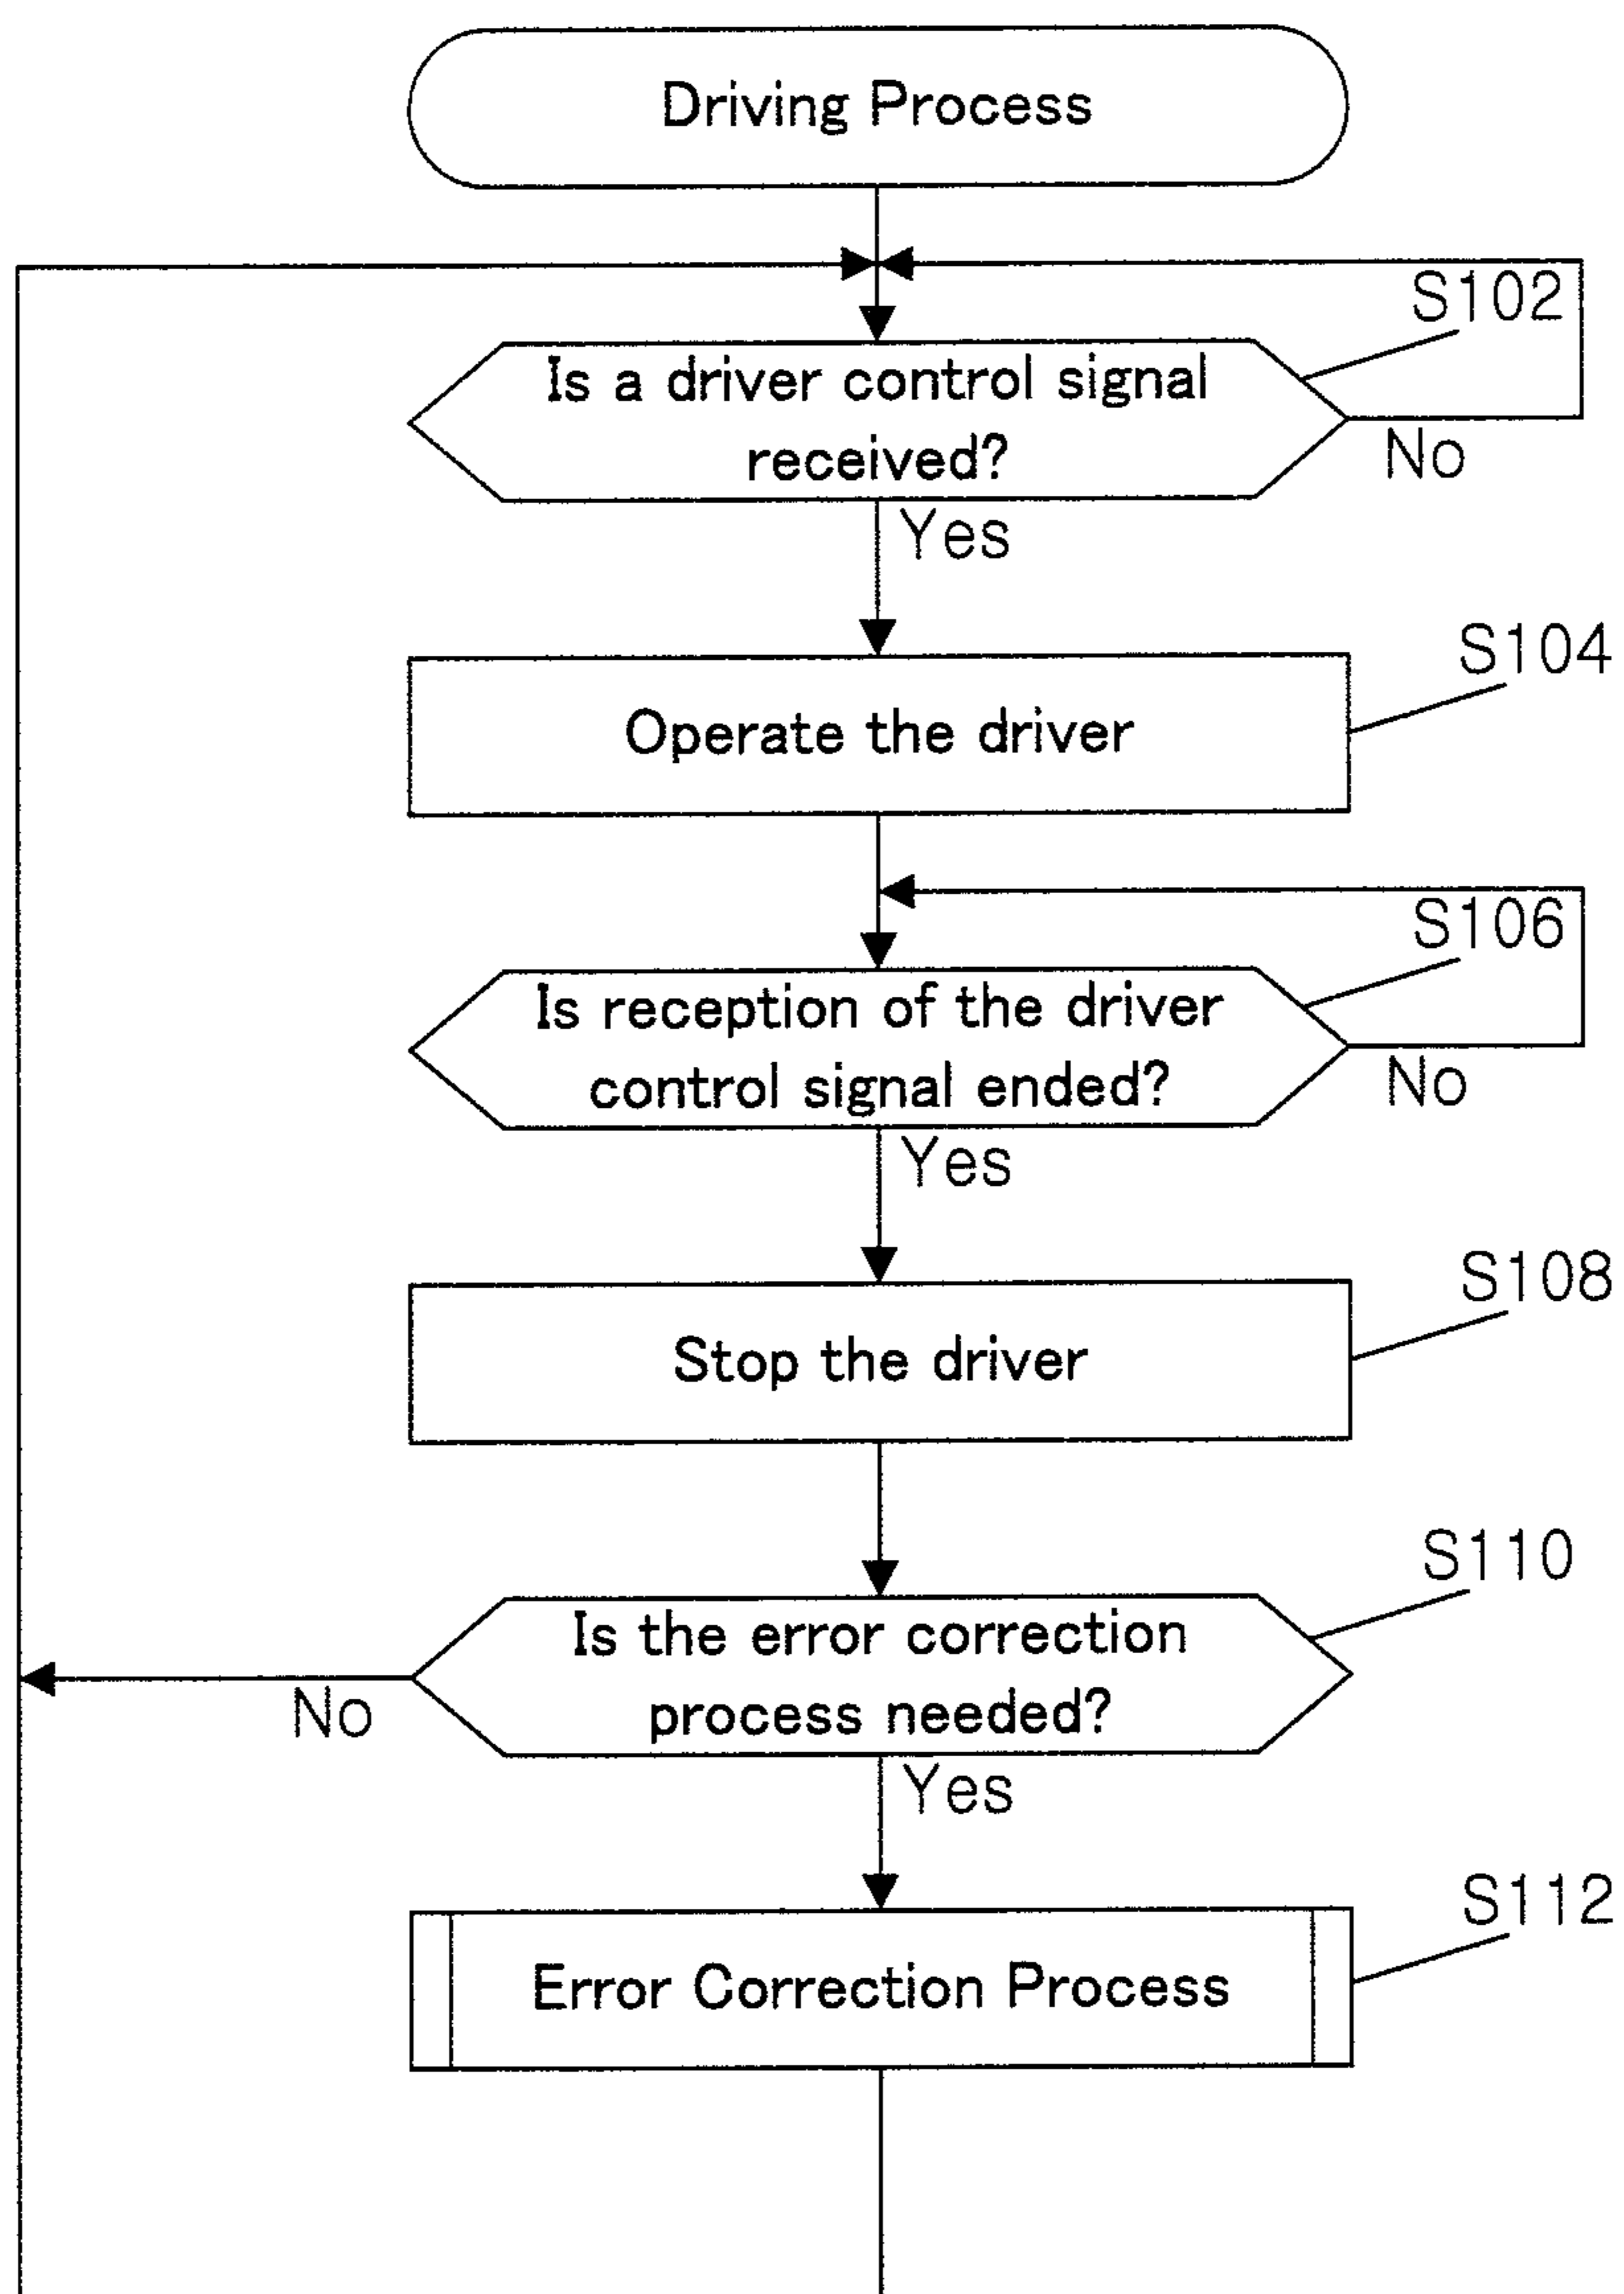 Driving Process
S102
Is a driver control signal
received?
No
Yes
S104
Operate the driver
S106
Is reception of the driver
control signal ended?
No
Yes
S108
Stop the driver
S110
Is the error correction
process needed?
No
Yes
S112
Error Correction Process